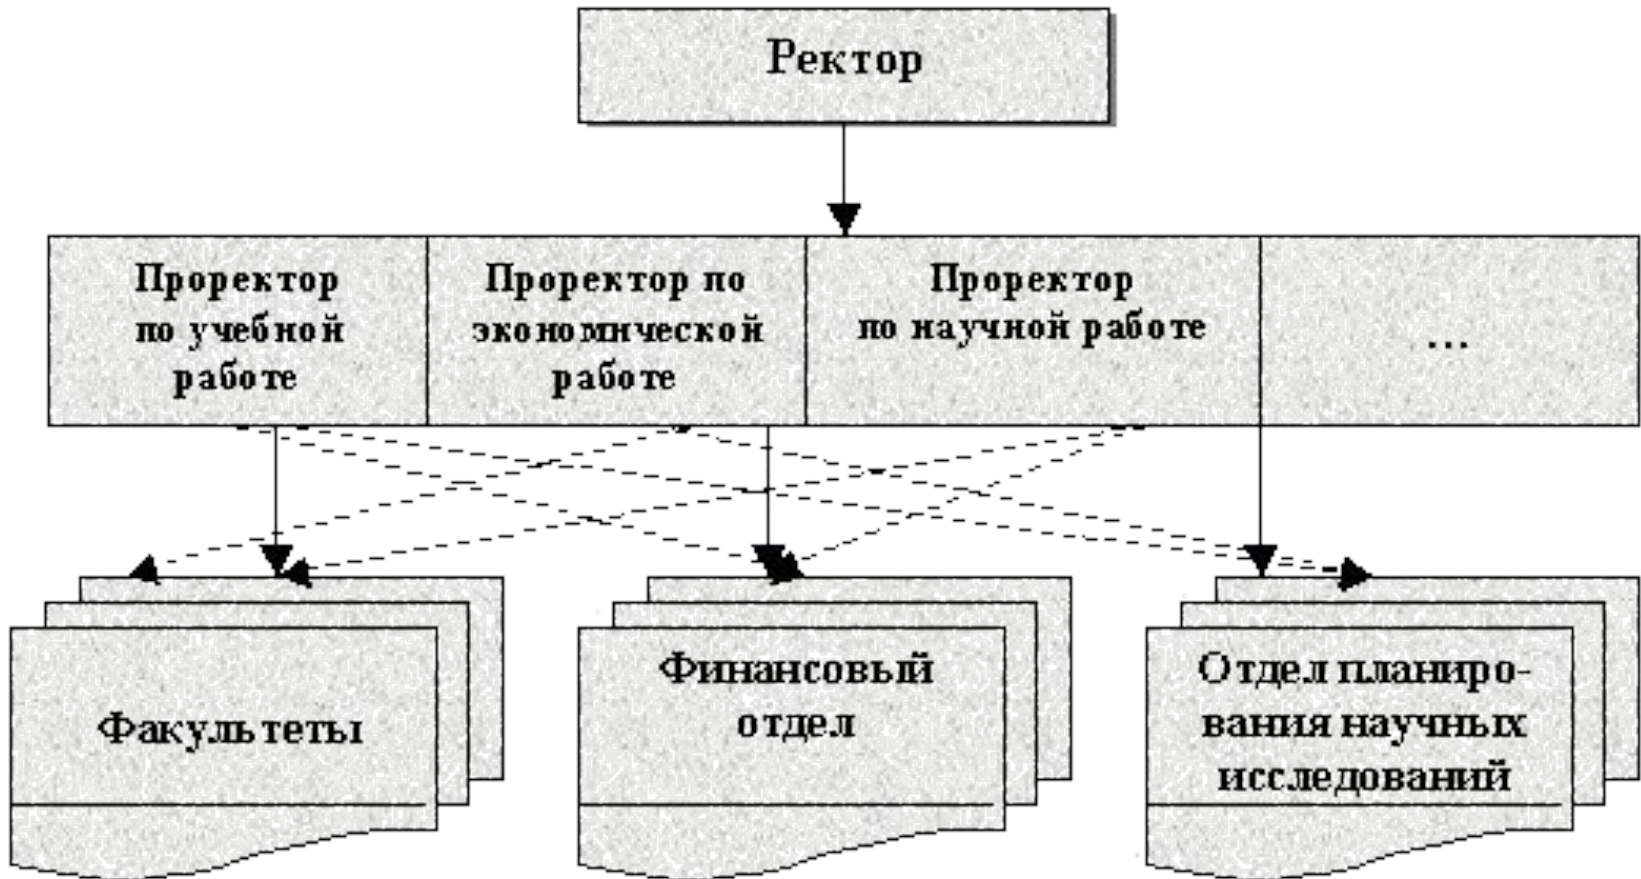 Ректор
Проректор
по учебной
работе
Проректор по
экономической
работе
Проректор
по научной работе
...
Факультеты
Финансовый
отдел
Отдел планиро-
вания научных
исследований